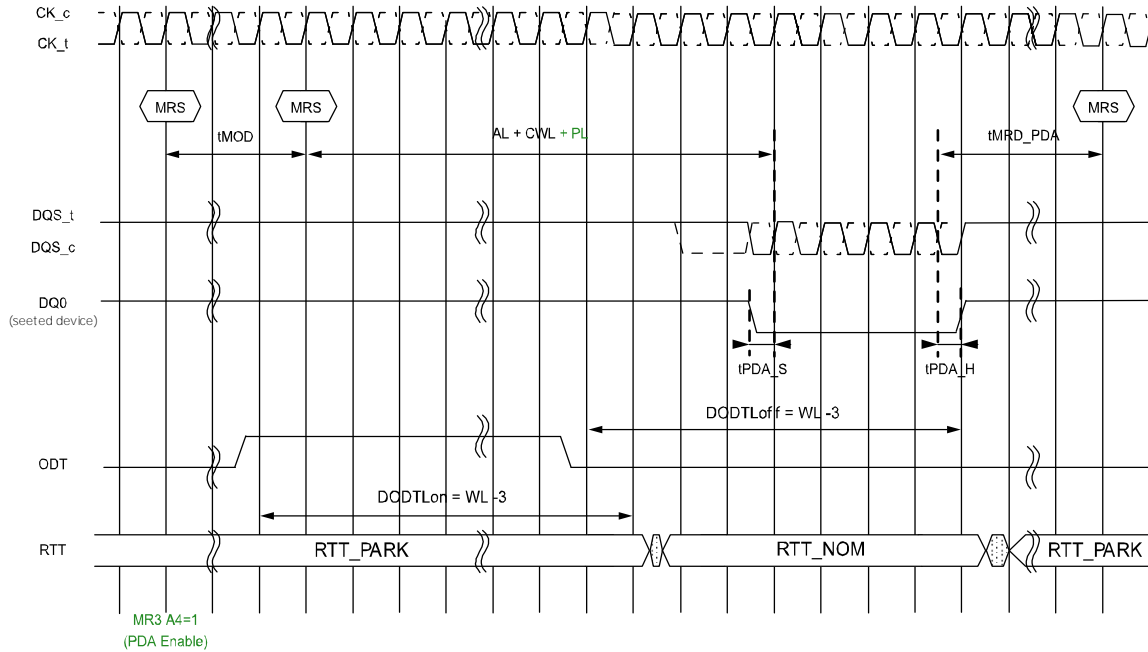 CK_c
CK_t
MRS
MRS
MRS
tMOD
AL + CWL + PL
tMRD_PDA
DQS_t
DQS_c
DQ0
(seeted device)
tPDA_S
tPDA_H
DODTLoff = WL -3
ODT
DODTLon = WL -3
RTT
RTT_PARK
RTT_NOM
RTT_PARK
MR3 A4=1
(PDA Enable)